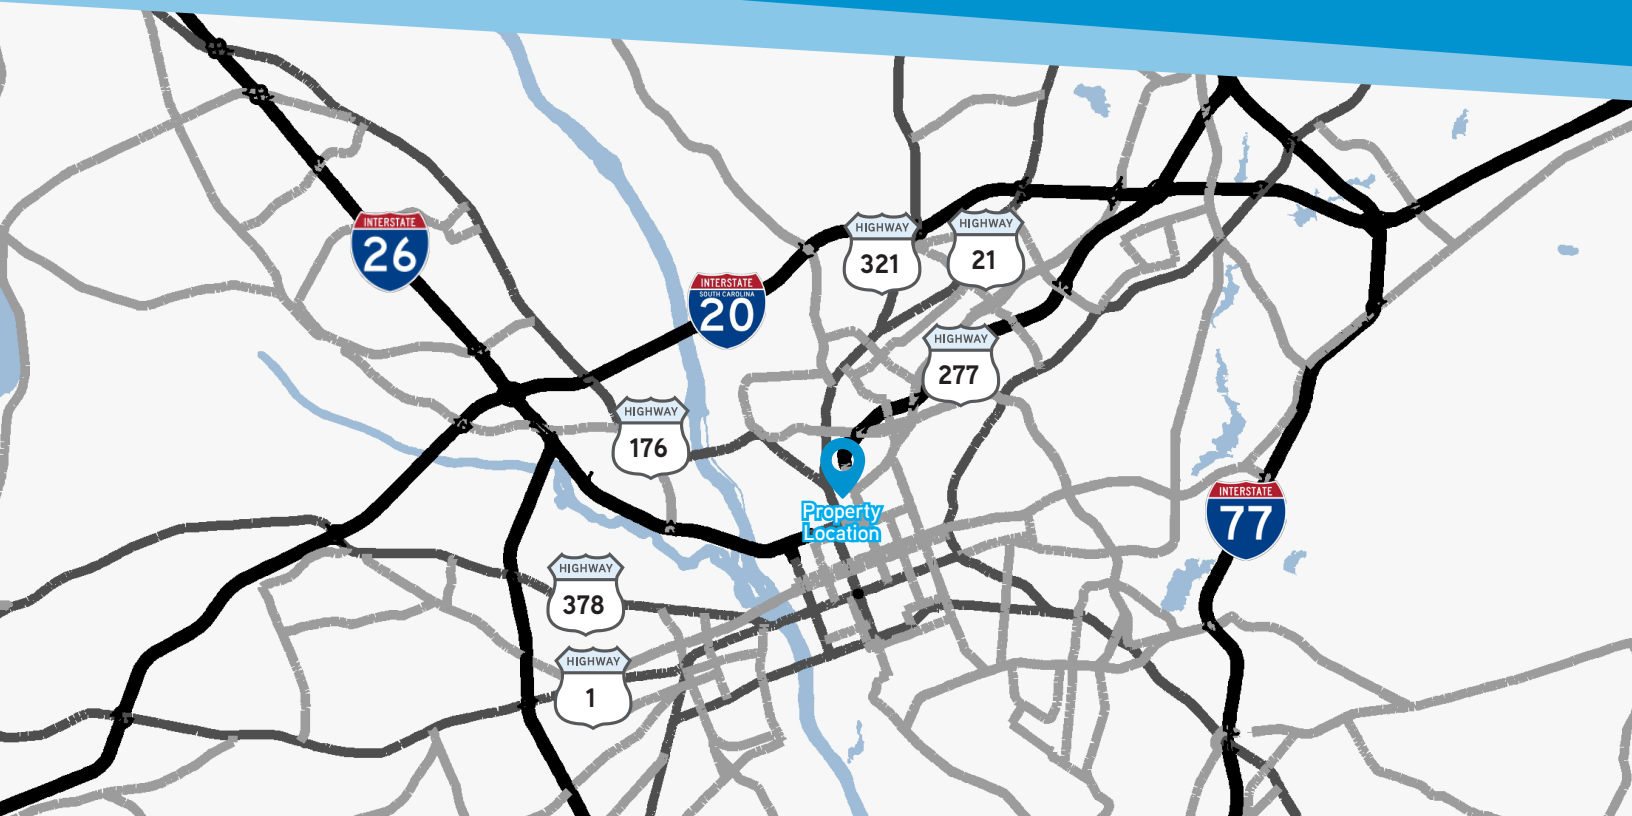 INTERSTATE
26
INTERSTATE
SOUTH CAROLINA
20
HIGHWAY
321
HIGHWAY
21
HIGHWAY
277
HIGHWAY
176
Property
Location
INTERSTATE
77
HIGHWAY
378
HIGHWAY
1